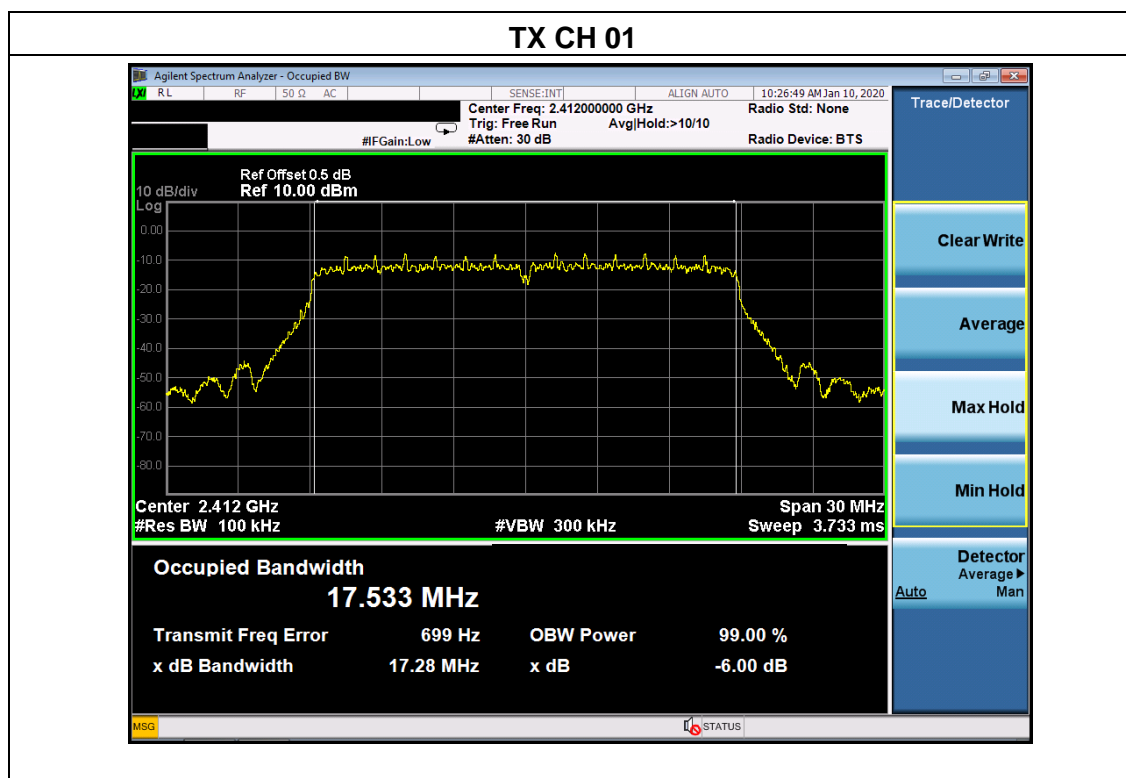 TX CH 01
Agilent Spectrum Analyzer - Occupied BW
LXI RL RF 50 Ω AC SENSE:INT ALIGN AUTO 10:26:49 AM Jan 10, 2020
Center Freq: 2.412000000 GHz Radio Std: None
Trig: Free Run Avg|Hold:>10/10
#IFGain:Low #Atten: 30 dB Radio Device: BTS
Trace/Detector
Ref Offset 0.5 dB
10 dB/div Ref 10.00 dBm
Log
0.00
-10.0
-20.0
-30.0
-40.0
-50.0
-60.0
-70.0
-80.0
Center 2.412 GHz Span 30 MHz
#Res BW 100 kHz #VBW 300 kHz Sweep 3.733 ms
Clear Write
Average
Max Hold
Min Hold
Detector
Average▶
Auto Man
Occupied Bandwidth
17.533 MHz
Transmit Freq Error 699 Hz OBW Power 99.00 %
x dB Bandwidth 17.28 MHz x dB -6.00 dB
MSG STATUS